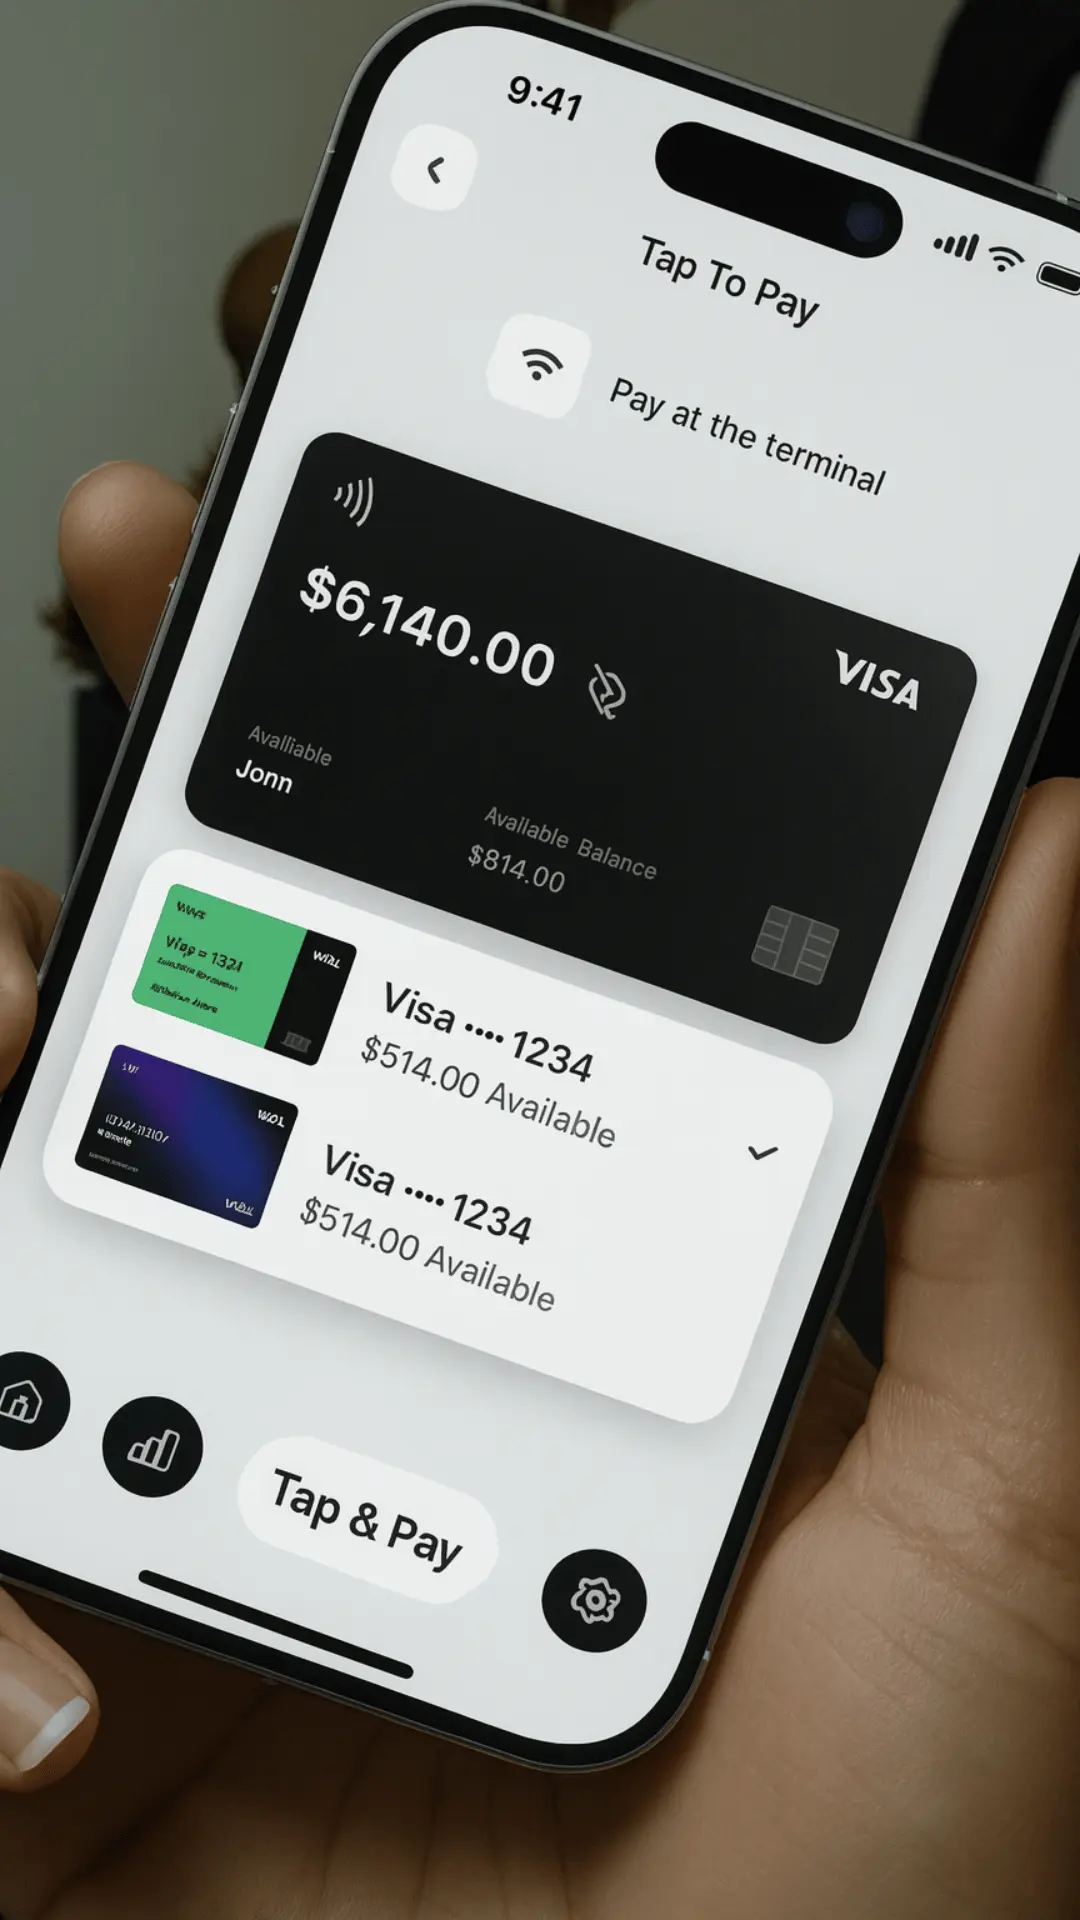 9:41
Tap To Pay
Pay at the terminal
$6,140.00
VISA
Avalliable
Jonn
Available Balance
$814.00
Visa •••• 1234
$514.00 Available
Visa •••• 1234
$514.00 Available
Tap & Pay